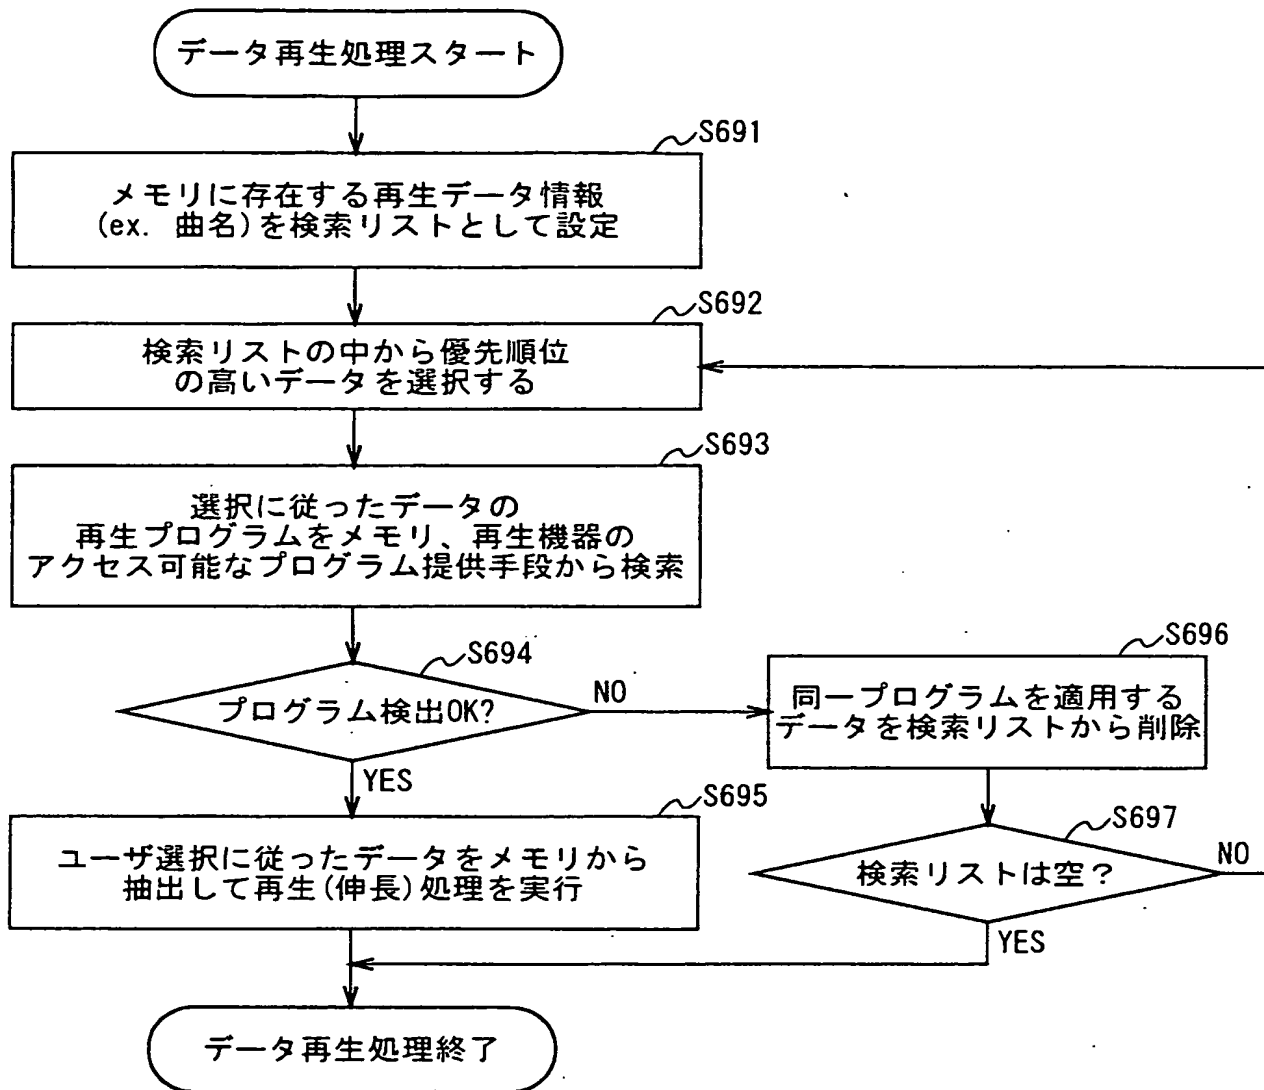 データ再生処理スタート
S691
メモリに存在する再生データ情報
(ex. 曲名)を検索リストとして設定
S692
検索リストの中から優先順位
の高いデータを選択する
S693
選択に従ったデータの
再生プログラムをメモリ、再生機器の
アクセス可能なプログラム提供手段から検索
S694
プログラム検出OK?
NO
YES
S696
同一プログラムを適用する
データを検索リストから削除
S695
ユーザ選択に従ったデータをメモリから
抽出して再生(伸長)処理を実行
S697
検索リストは空？
NO
YES
データ再生処理終了